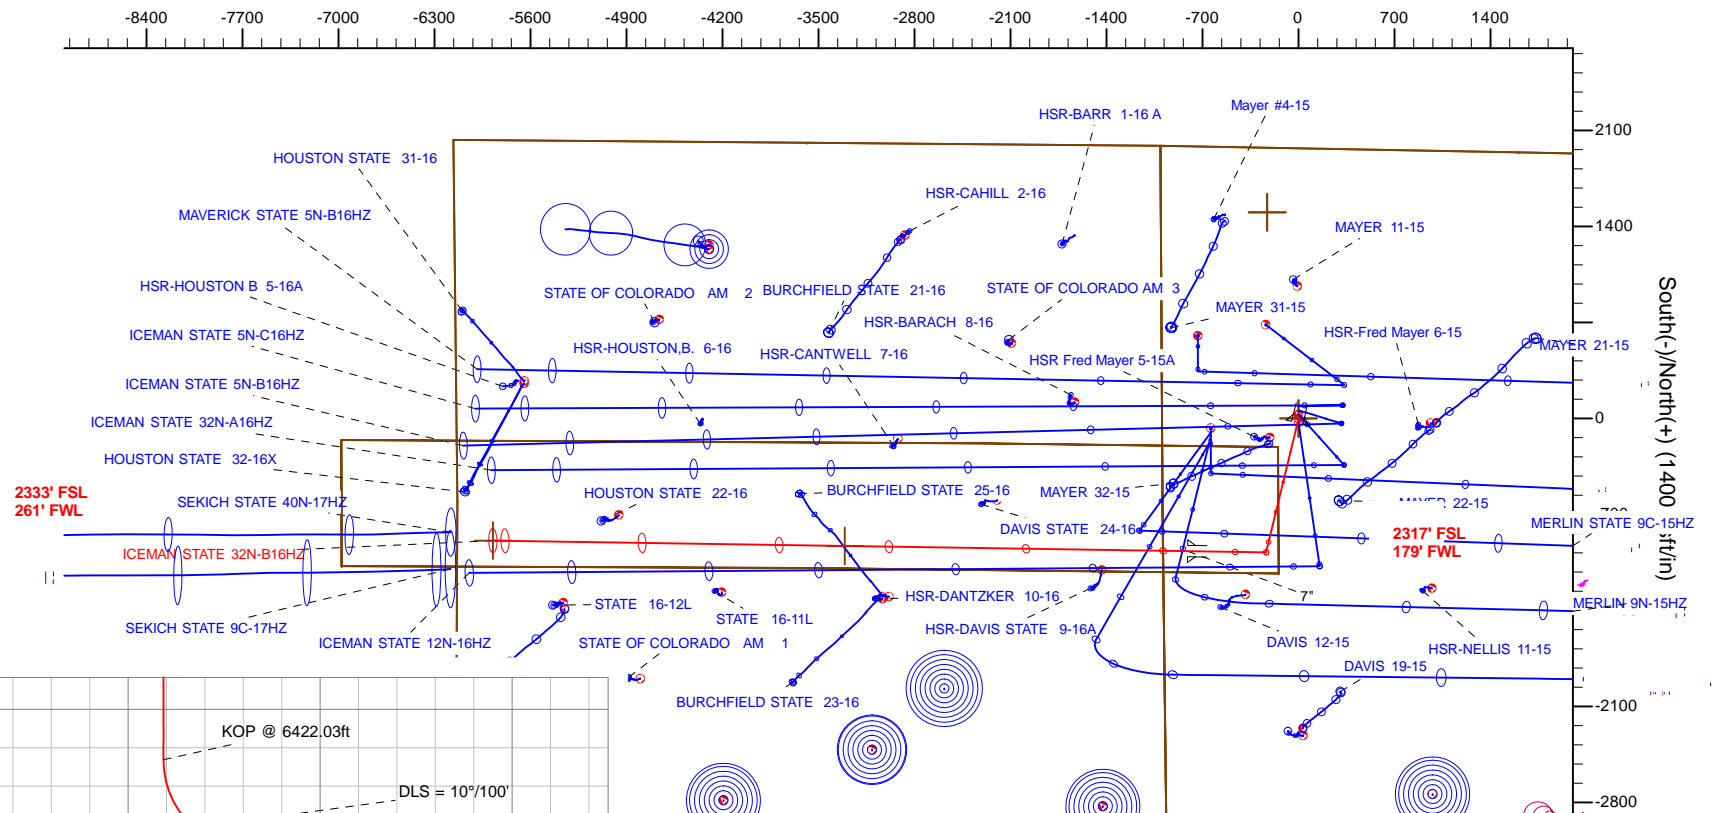 -8400 -7700 -7000 -6300 -5600 -4900 -4200 -3500 -2800 -2100 -1400 -700 0 700 1400
HSR-BARR 1-16 A
Mayer #4-15
2100
HOUSTON STATE 31-16
HSR-CAHILL 2-16
MAVERICK STATE 5N-B16HZ
MAYER 11-15
1400
HSR-HOUSTON B 5-16A
STATE OF COLORADO AM 2
BURCHFIELD STATE 21-16
STATE OF COLORADO AM 3
MAYER 31-15
HSR-BARACH 8-16
HSR-Fred Mayer 6-15
ICEMAN STATE 5N-C16HZ
HSR-HOUSTON,B. 6-16
HSR-CANTWELL 7-16
HSR Fred Mayer 5-15A
MAYER 21-15
ICEMAN STATE 5N-B16HZ
ICEMAN STATE 32N-A16HZ
0
HOUSTON STATE 32-16X
2333' FSL
261' FWL
SEKICH STATE 40N-17HZ
HOUSTON STATE 22-16
BURCHFIELD STATE 25-16
MAYER 32-15
MAYER 22-15
DAVIS STATE 24-16
MERLIN STATE 9C-15HZ
2317' FSL
179' FWL
ICEMAN STATE 32N-B16HZ
South(-)/North(+) (1400
ft/in)
7"
STATE 16-12L
STATE 16-11L
HSR-DANTZKER 10-16
MERLIN 9N-15HZ
SEKICH STATE 9C-17HZ
ICEMAN STATE 12N-16HZ
STATE OF COLORADO AM 1
HSR-DAVIS STATE 9-16A
DAVIS 12-15
HSR-NELLIS 11-15
DAVIS 19-15
BURCHFIELD STATE 23-16
-2100
KOP @ 6422.03ft
DLS = 10°/100'
-2800